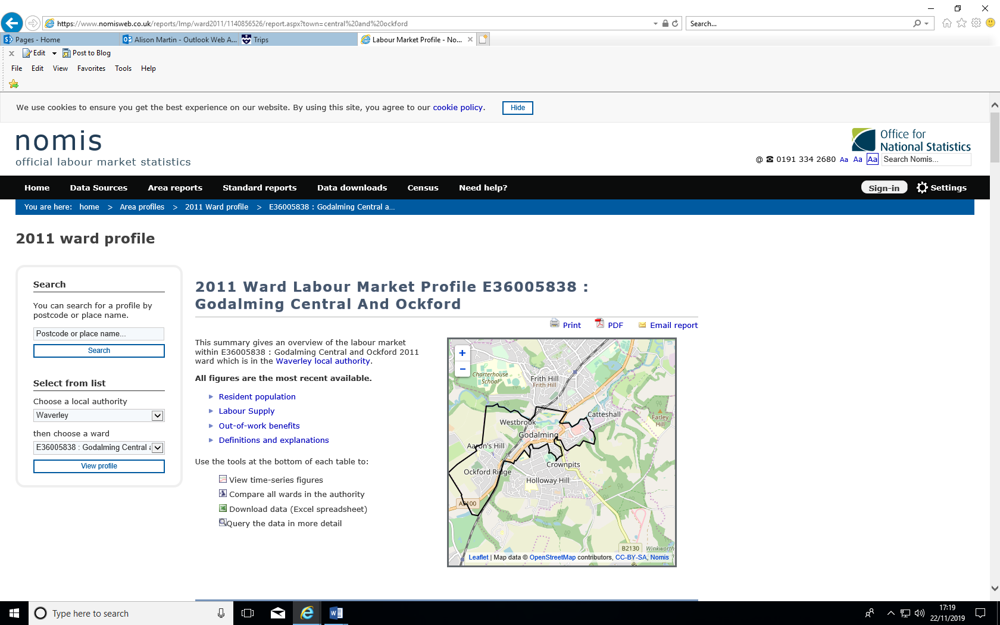 https://www.nomisweb.co.uk/reports/lmp/ward2011/1140856526/report.aspx?town=central%20and%20ockford
Search...
Pages - Home
Alison Martin - Outlook Web A...
Trips
Labour Market Profile - No...
x Edit
Post to Blog
File Edit View Favorites Tools Help
We use cookies to ensure you get the best experience on our website. By using this site, you agree to our cookie policy.
Hide
nomis
official labour market statistics
Office for
National Statistics
@ ☎ 0191 334 2680 Aa Aa Aa Search Nomis...
Home Data Sources Area reports Standard reports Data downloads Census Need help? Sign-in Settings
You are here: home > Area profiles > 2011 Ward profile > E36005838 : Godalming Central a...
2011 ward profile
Search
You can search for a profile by
postcode or place name.
Postcode or place name...
Search
Select from list
Choose a local authority
Waverley
then choose a ward
E36005838 : Godalming Central a
View profile
2011 Ward Labour Market Profile E36005838 :
Godalming Central And Ockford
Print PDF Email report
This summary gives an overview of the labour market
within E36005838 : Godalming Central and Ockford 2011
ward which is in the Waverley local authority.
All figures are the most recent available.
Resident population
Labour Supply
Out-of-work benefits
Definitions and explanations
Use the tools at the bottom of each table to:
View time-series figures
Compare all wards in the authority
Download data (Excel spreadsheet)
Query the data in more detail
+
−
Charterhouse
School
Frith Hill
Frith Hill
Catteshall
Farley
Hill
Westbrook
Godalming
Aaron's Hill
Crownpits
Ockford Ridge
Holloway Hill
A3100
B2130
Winkworth
Leaflet | Map data © OpenStreetMap contributors, CC-BY-SA, Nomis
Type here to search
17:19
22/11/2019